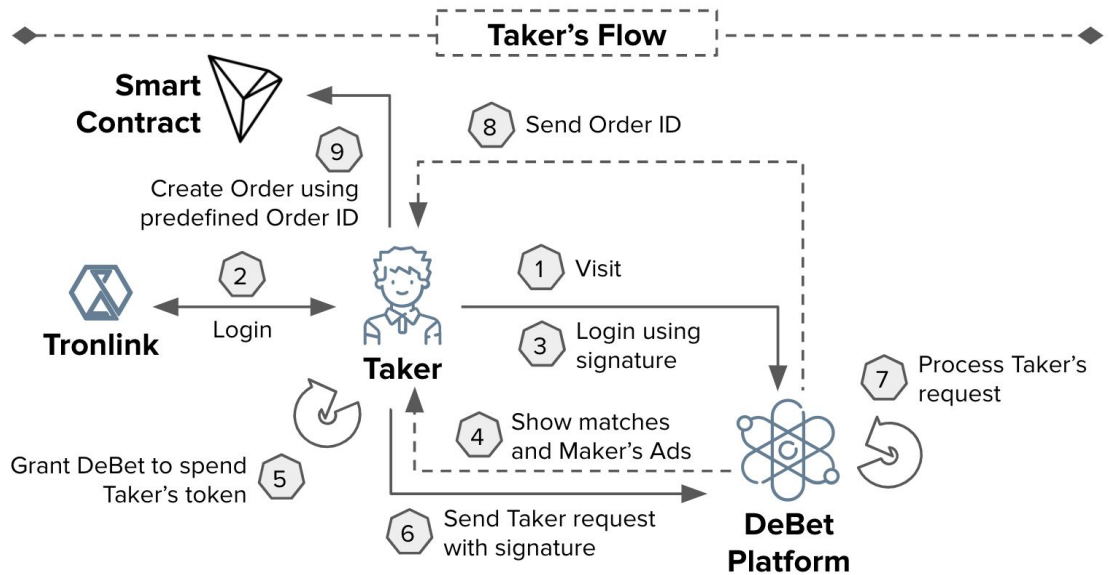 Taker's Flow
Smart
Contract
8
Send Order ID
9
Create Order using
predefined Order ID
1
Visit
2
Login
Tronlink
3
Login using
signature
Taker
7
Process Taker's
request
4
Show matches
and Maker's Ads
Grant DeBet to spend
Taker's token
5
6
Send Taker request
with signature
DeBet
Platform